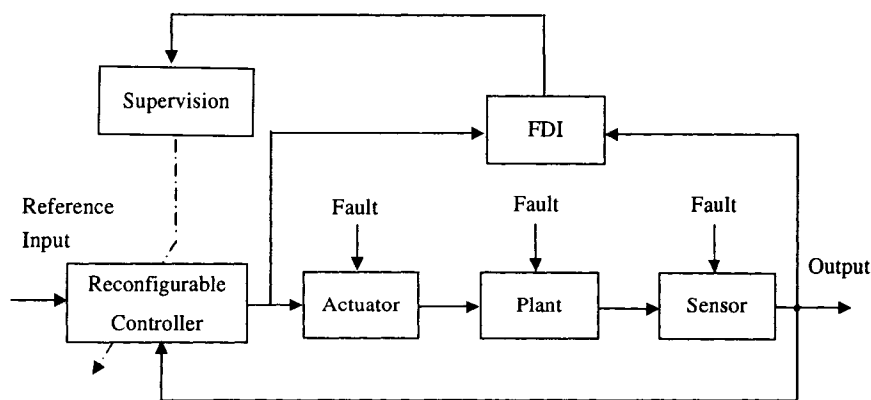 Supervision
FDI
Reference
Input
Fault
Fault
Fault
Output
Reconfigurable
Controller
Actuator
Plant
Sensor